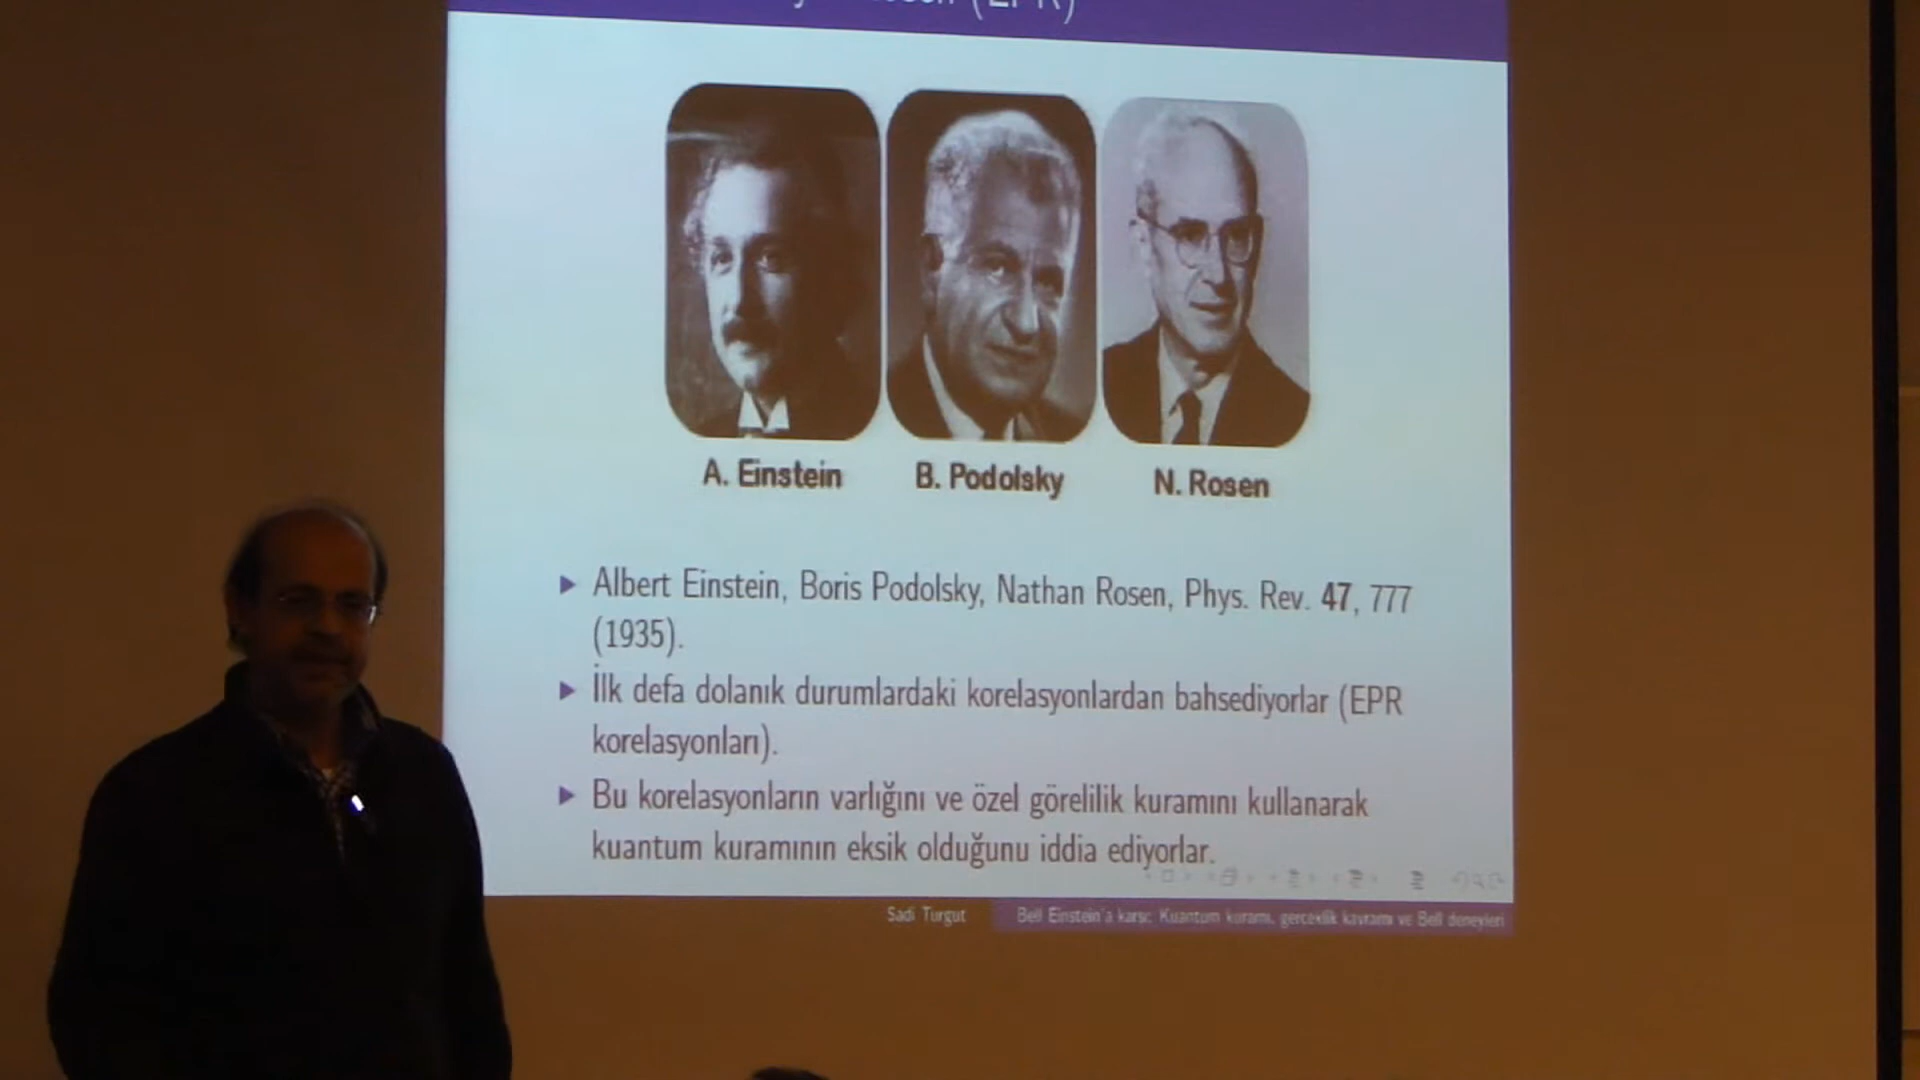 (EPR)
A. Einstein B. Podolsky N. Rosen
▶ Albert Einstein, Boris Podolsky, Nathan Rosen, Phys. Rev. 47, 777
(1935).
▶ İlk defa dolanık durumlardaki korelasyonlardan bahsediyorlar (EPR
korelasyonları).
▶ Bu korelasyonların varlığını ve özel görelilik kuramını kullanarak
kuantum kuramının eksik olduğunu iddia ediyorlar.
Sadi Turgut Bell Einstein'a karşı: Kuantum kuramı, gerçeklik kavramı ve Bell deneyleri